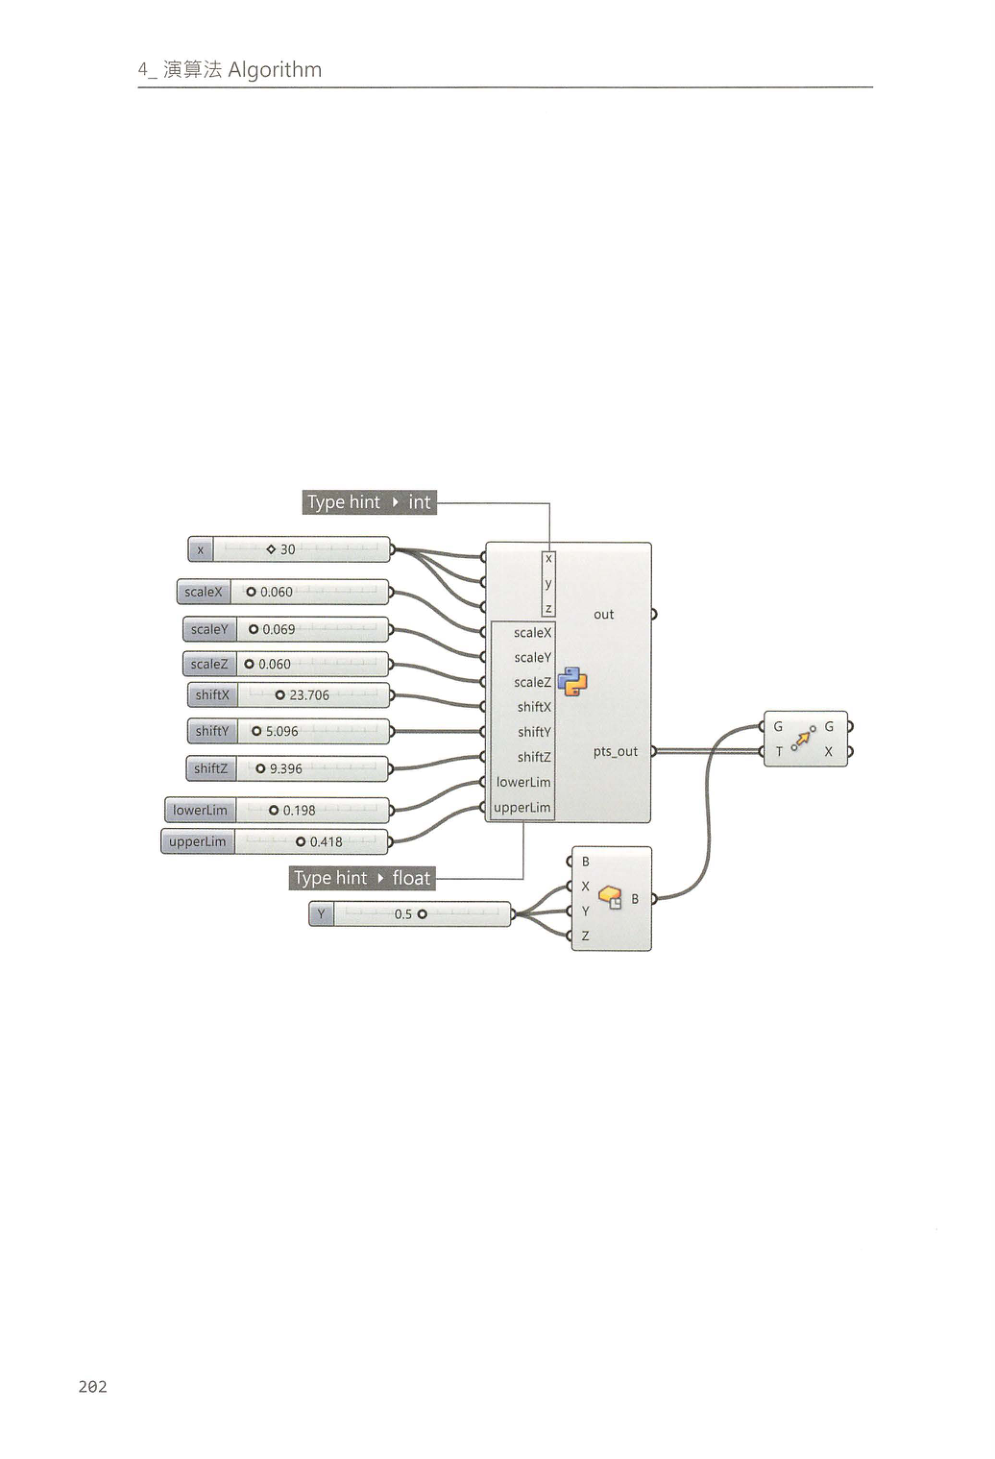 4_ 演算法 Algorithm
Type hint ▸ int
x 30
scaleX 0.060
scaleY 0.069
scaleZ 0.060
shiftX 23.706
shiftY 5.096
shiftZ 9.396
lowerLim 0.198
upperLim 0.418
x
y
z
scaleX
scaleY
scaleZ
shiftX
shiftY
shiftZ
lowerLim
upperLim
out
pts_out
G G
T X
Type hint ▸ float
Y 0.5
B
X
Y
Z
B
202